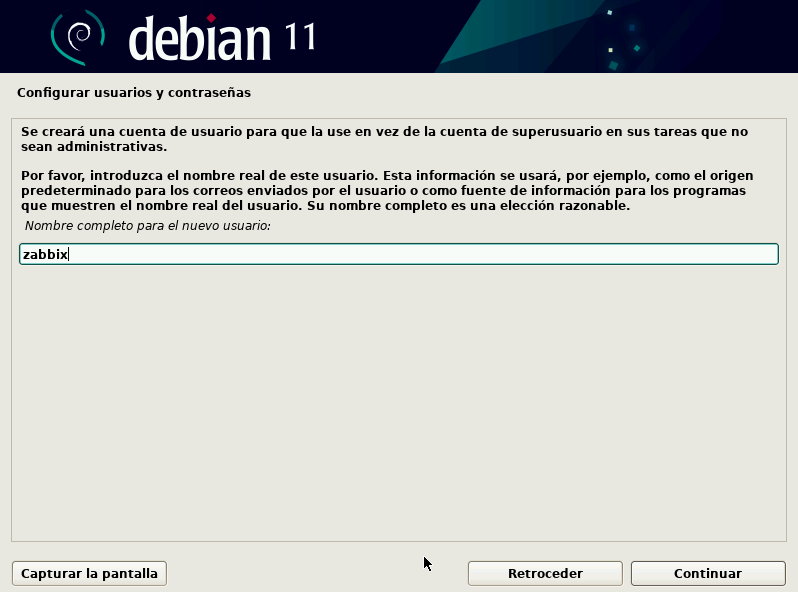 debian 11
Configurar usuarios y contraseñas
Se creará una cuenta de usuario para que la use en vez de la cuenta de superusuario en sus tareas que no
sean administrativas.
Por favor, introduzca el nombre real de este usuario. Esta información se usará, por ejemplo, como el origen
predeterminado para los correos enviados por el usuario o como fuente de información para los programas
que muestren el nombre real del usuario. Su nombre completo es una elección razonable.
Nombre completo para el nuevo usuario:
zabbix
Capturar la pantalla
Retroceder
Continuar